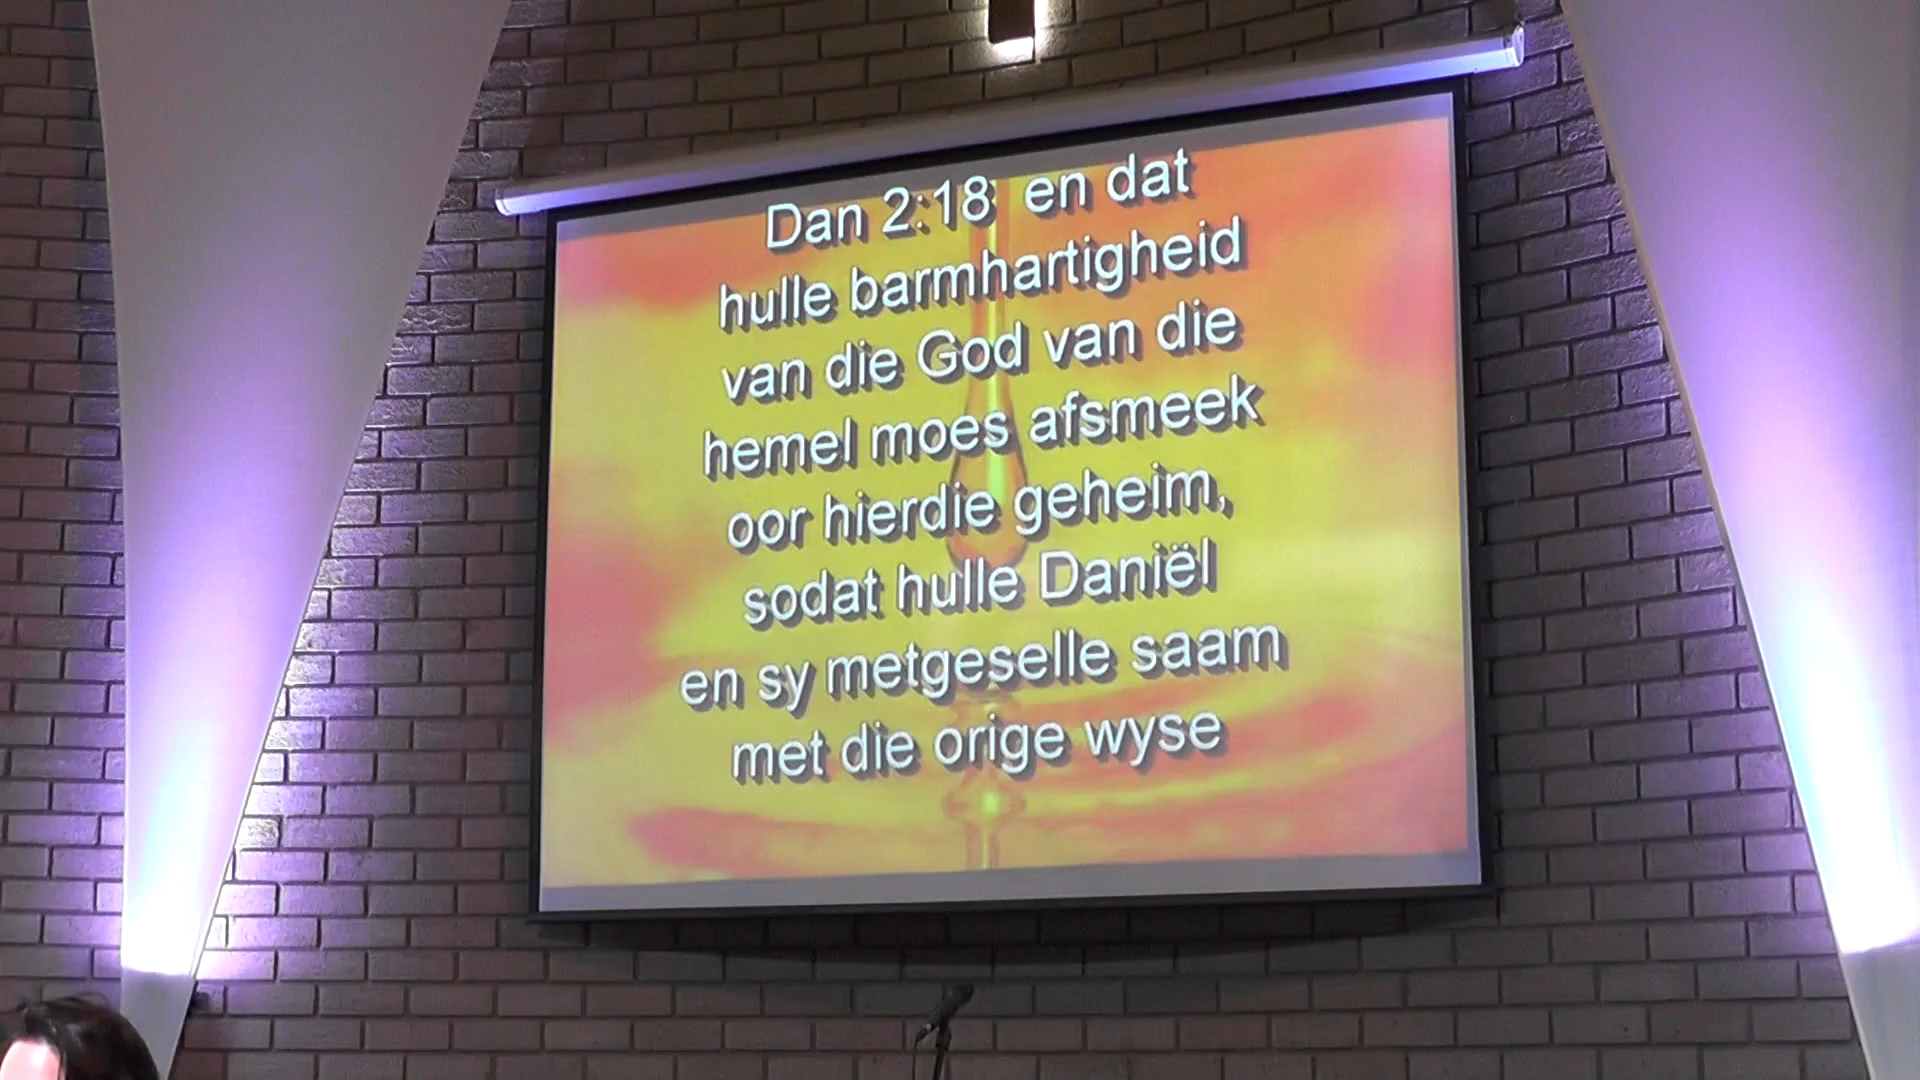 Dan 2:18 en dat
hulle barmhartigheid
van die God van die
hemel moes afsmeek
oor hierdie geheim,
sodat hulle Daniël
en sy metgeselle saam
met die orige wyse